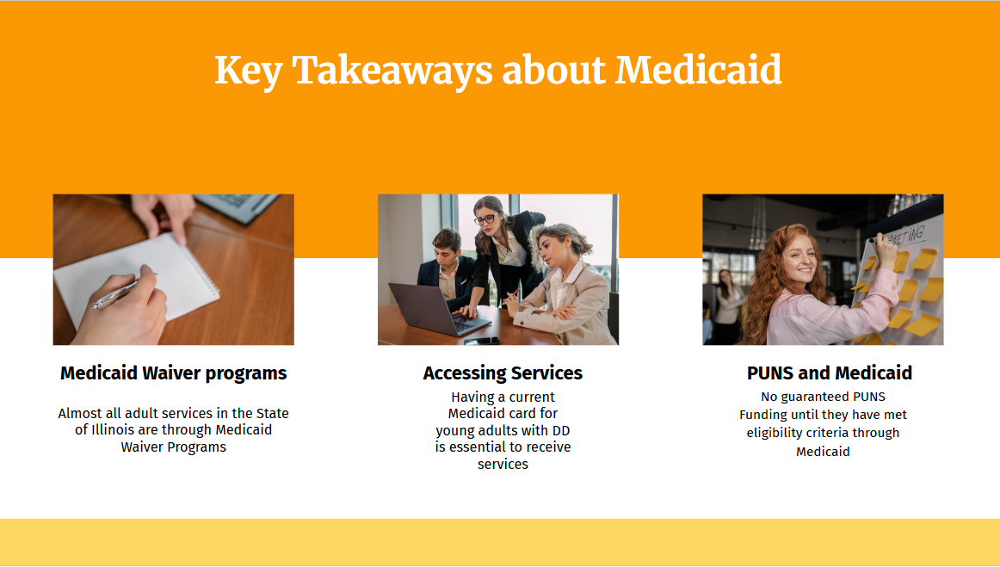 Key Takeaways about Medicaid
KETING
Medicaid Waiver programs
Almost all adult services in the State
of Illinois are through Medicaid
Waiver Programs
Accessing Services
Having a current
Medicaid card for
young adults with DD
is essential to receive
services
PUNS and Medicaid
No guaranteed PUNS
Funding until they have met
eligibility criteria through
Medicaid